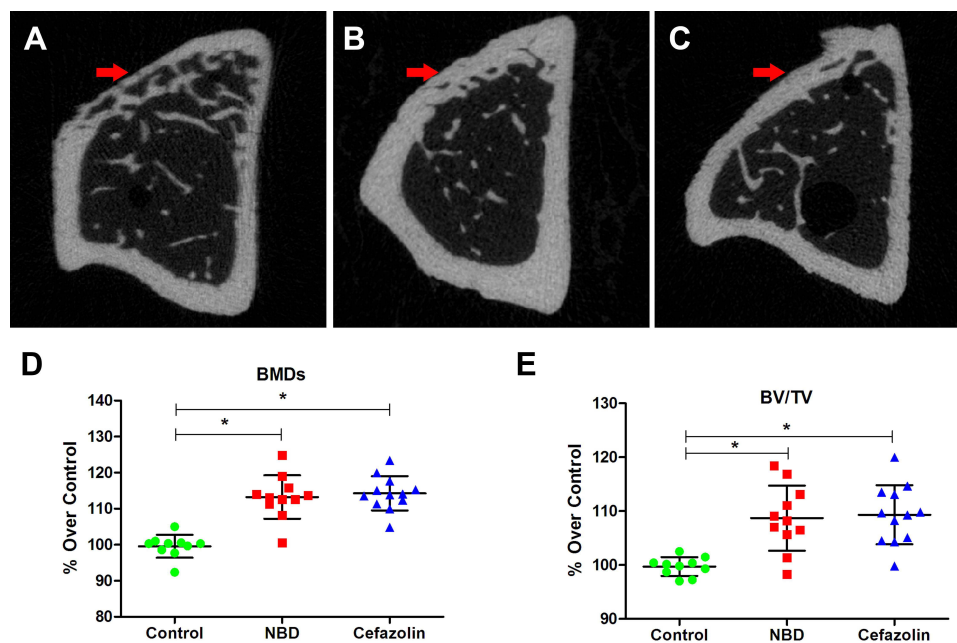 A
B
C
D
BMDs
% Over Control
140
130
120
110
100
90
80
*
*
Control
NBD
Cefazolin
E
BV/TV
% Over Control
130
120
110
100
90
*
*
Control
NBD
Cefazolin